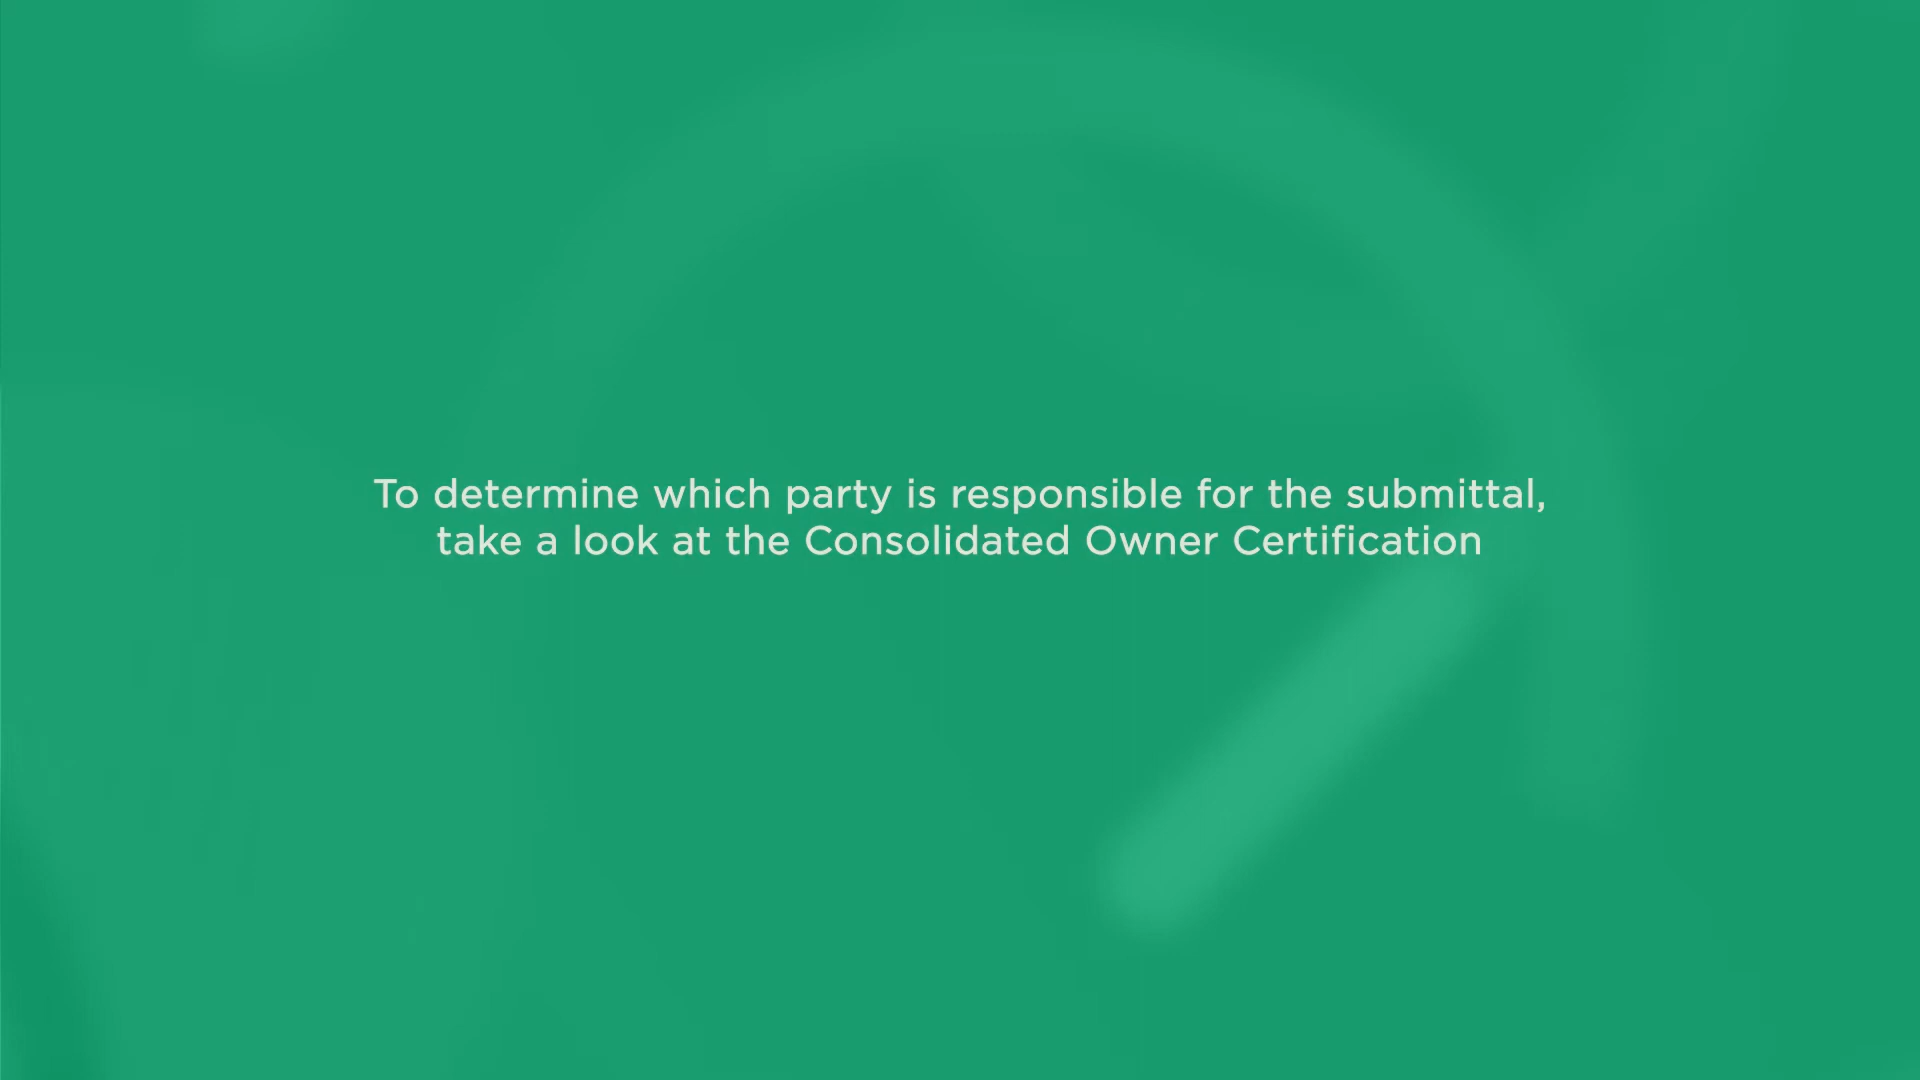 To determine which party is responsible for the submittal,
take a look at the Consolidated Owner Certification